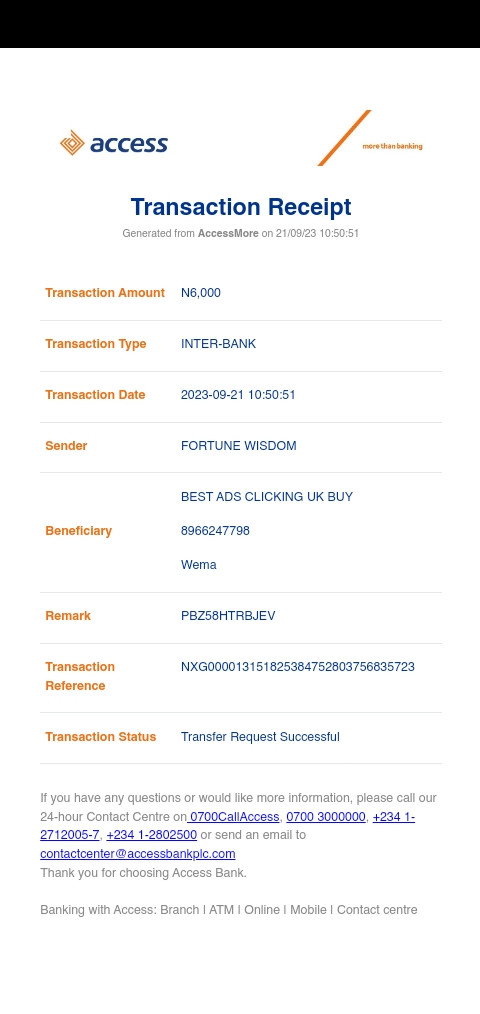 access
more than banking
Transaction Receipt
Generated from AccessMore on 21/09/23 10:50:51
Transaction Amount N6,000
Transaction Type INTER-BANK
Transaction Date 2023-09-21 10:50:51
Sender FORTUNE WISDOM
BEST ADS CLICKING UK BUY
Beneficiary 8966247798
Wema
Remark PBZ58HTRBJEV
Transaction NXG000013151825384752803756835723
Reference
Transaction Status Transfer Request Successful
If you have any questions or would like more information, please call our
24-hour Contact Centre on 0700CallAccess, 0700 3000000, +234 1-
2712005-7, +234 1-2802500 or send an email to
contactcenter@accessbankplc.com
Thank you for choosing Access Bank.
Banking with Access: Branch | ATM | Online | Mobile | Contact centre